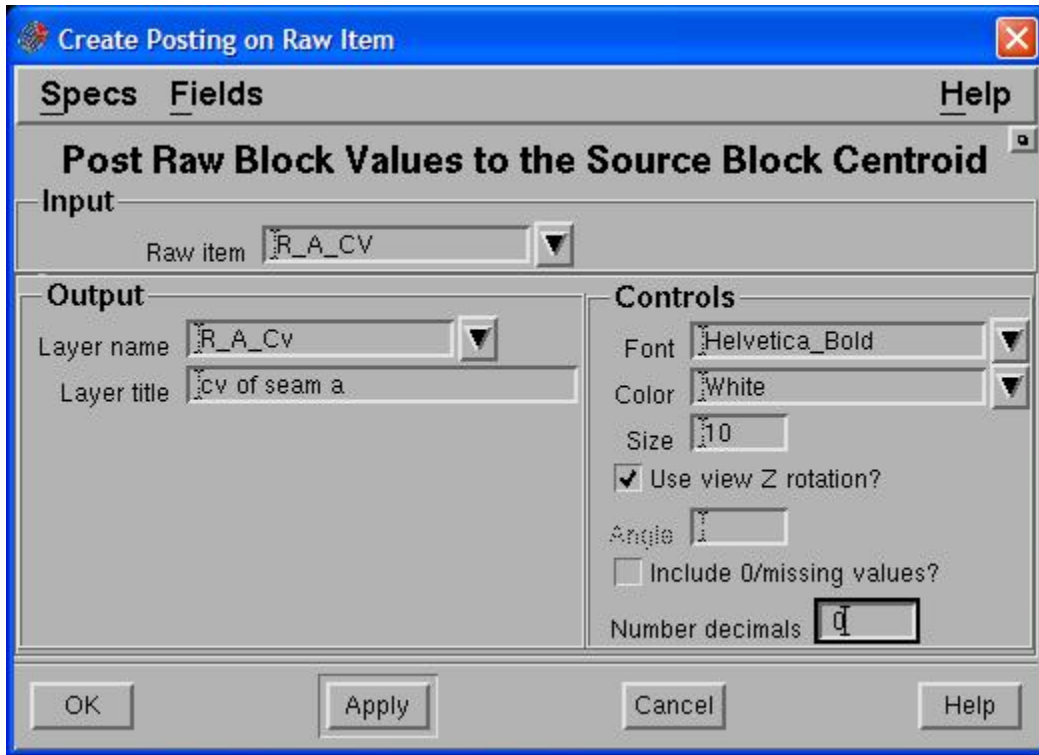 Create Posting on Raw Item
Specs Fields Help
Post Raw Block Values to the Source Block Centroid
Input
Raw item R_A_CV
Output
Layer name R_A_Cv
Layer title cv of seam a
Controls
Font Helvetica_Bold
Color White
Size 10
Use view Z rotation?
Angle
Include 0/missing values?
Number decimals 0
OK Apply Cancel Help